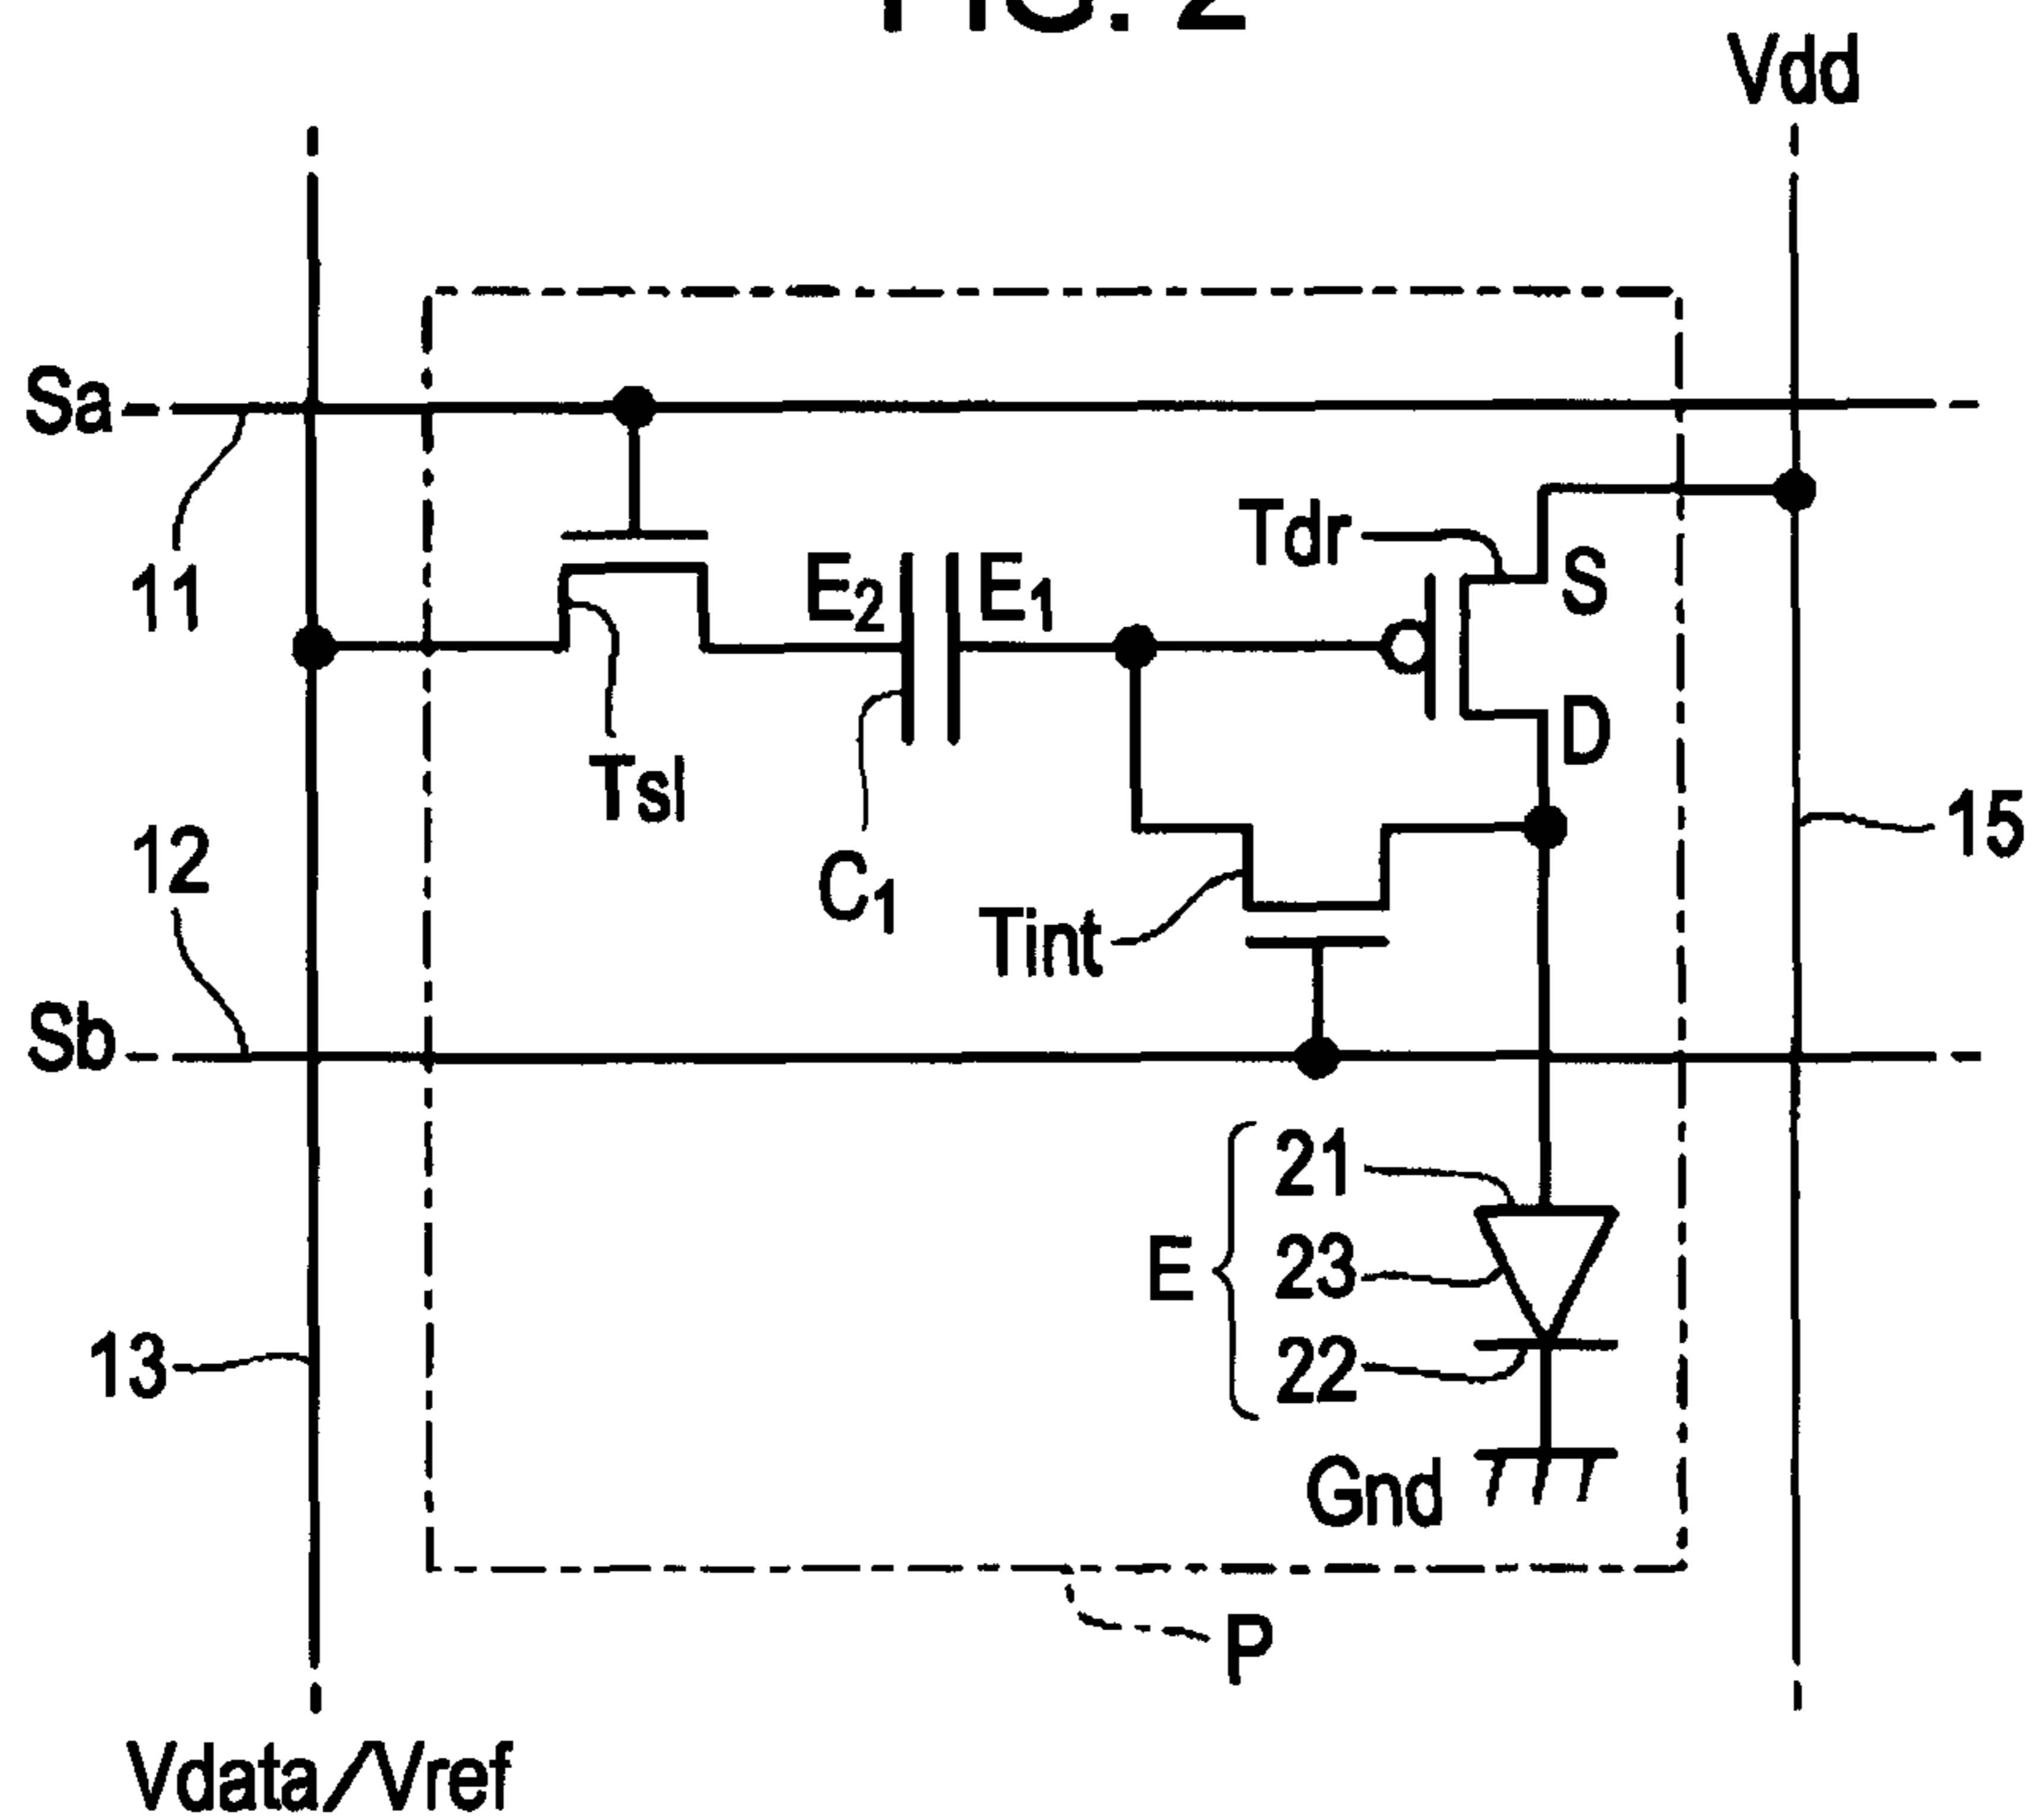 FIG. 2
Vdd
Sa
11
E2
E1
Tdr
S
D
Tsl
C1
Tint
12
15
Sb
21
E
23
22
13
Gnd
P
Vdata/Vref